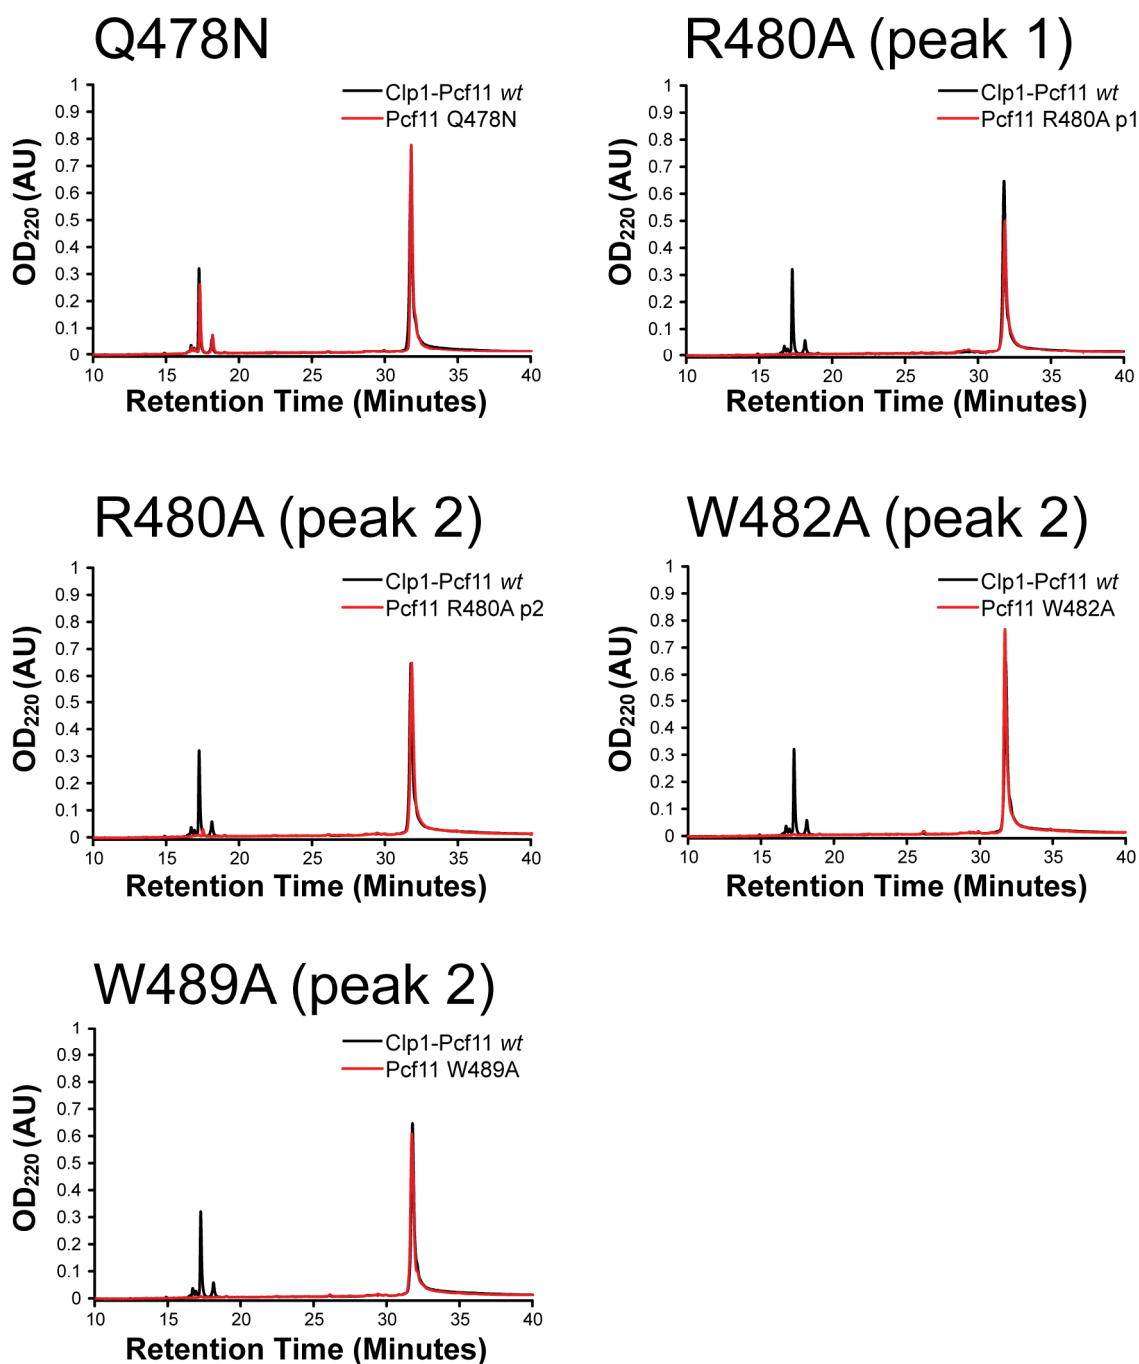 Q478N
Clp1-Pcf11 wt
Pcf11 Q478N
OD220 (AU)
1
0.9
0.8
0.7
0.6
0.5
0.4
0.3
0.2
0.1
0
10 15 20 25 30 35 40
Retention Time (Minutes)
R480A (peak 1)
Clp1-Pcf11 wt
Pcf11 R480A p1
OD220 (AU)
1
0.9
0.8
0.7
0.6
0.5
0.4
0.3
0.2
0.1
0
10 15 20 25 30 35 40
Retention Time (Minutes)
R480A (peak 2)
Clp1-Pcf11 wt
Pcf11 R480A p2
OD220 (AU)
1
0.9
0.8
0.7
0.6
0.5
0.4
0.3
0.2
0.1
0
10 15 20 25 30 35 40
Retention Time (Minutes)
W482A (peak 2)
Clp1-Pcf11 wt
Pcf11 W482A
OD220 (AU)
1
0.9
0.8
0.7
0.6
0.5
0.4
0.3
0.2
0.1
0
10 15 20 25 30 35 40
Retention Time (Minutes)
W489A (peak 2)
Clp1-Pcf11 wt
Pcf11 W489A
OD220 (AU)
1
0.9
0.8
0.7
0.6
0.5
0.4
0.3
0.2
0.1
0
10 15 20 25 30 35 40
Retention Time (Minutes)